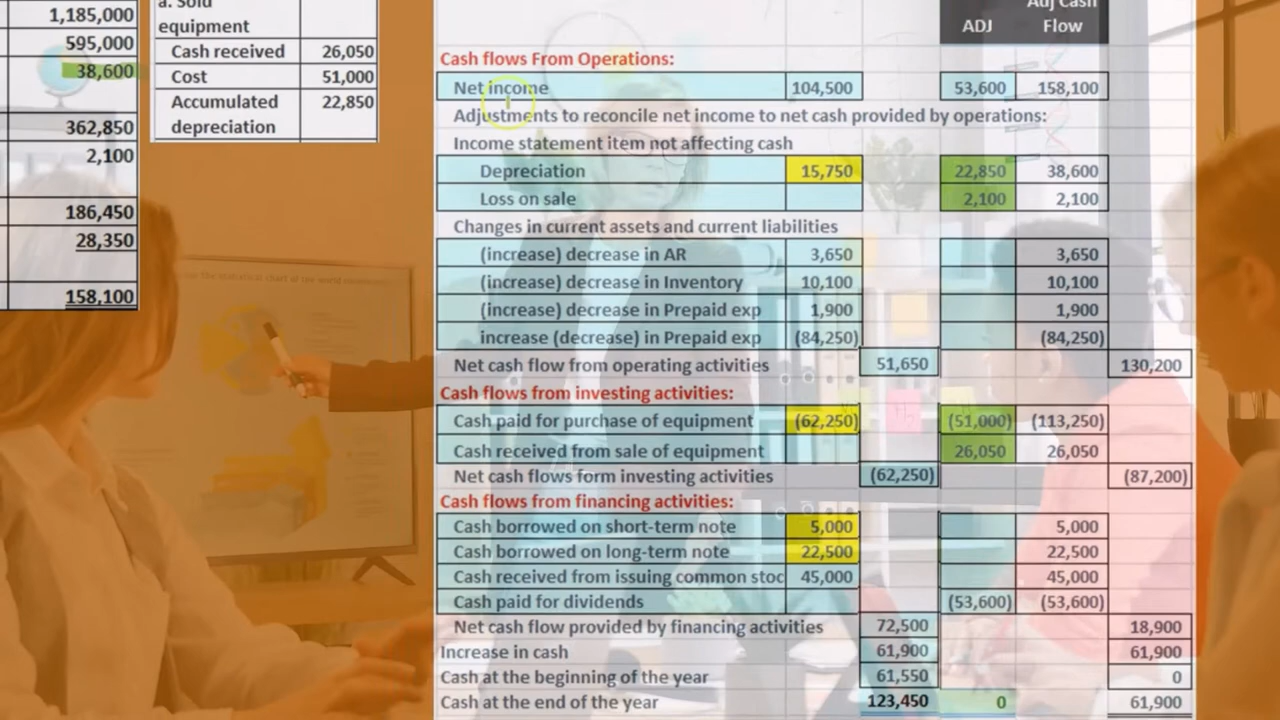 1,185,000
595,000
38,600
362,850
2,100
186,450
28,350
158,100
a. Sold
equipment
Cash received 26,050
Cost 51,000
Accumulated 22,850
depreciation
Adj Cash
ADJ Flow
Cash flows From Operations:
Net income 104,500 53,600 158,100
Adjustments to reconcile net income to net cash provided by operations:
Income statement item not affecting cash
Depreciation 15,750 22,850 38,600
Loss on sale 2,100 2,100
Changes in current assets and current liabilities
(increase) decrease in AR 3,650 3,650
(increase) decrease in Inventory 10,100 10,100
(increase) decrease in Prepaid exp 1,900 1,900
increase (decrease) in Prepaid exp (84,250) (84,250)
Net cash flow from operating activities 51,650 130,200
Cash flows from investing activities:
Cash paid for purchase of equipment (62,250) (51,000) (113,250)
Cash received from sale of equipment 26,050 26,050
Net cash flows form investing activities (62,250) (87,200)
Cash flows from financing activities:
Cash borrowed on short-term note 5,000 5,000
Cash borrowed on long-term note 22,500 22,500
Cash received from issuing common stoc 45,000 45,000
Cash paid for dividends (53,600) (53,600)
Net cash flow provided by financing activities 72,500 18,900
Increase in cash 61,900 61,900
Cash at the beginning of the year 61,550 0
Cash at the end of the year 123,450 0 61,900